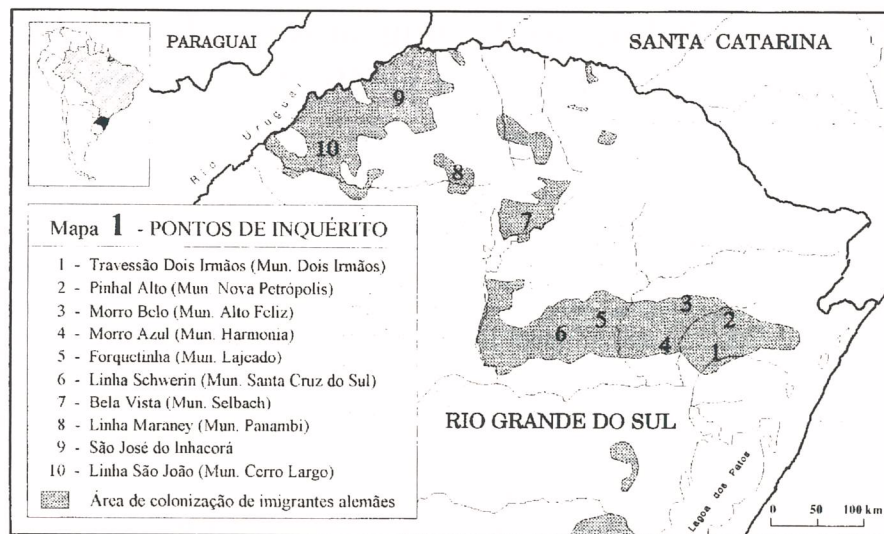 PARAGUAI
SANTA CATARINA
Rio Uruguai
9
10
8
7
Mapa 1 - PONTOS DE INQUÉRITO
1 - Travessão Dois Irmãos (Mun. Dois Irmãos)
2 - Pinhal Alto (Mun. Nova Petrópolis)
3 - Morro Belo (Mun. Alto Feliz)
4 - Morro Azul (Mun. Harmonia)
5 - Forquetinha (Mun. Lajeado)
6 - Linha Schwerin (Mun. Santa Cruz do Sul)
7 - Bela Vista (Mun. Selbach)
8 - Linha Maraney (Mun. Panambi)
9 - São José do Inhacorá
10 - Linha São João (Mun. Cerro Largo)
Área de colonização de imigrantes alemães
3
5
2
6
4
1
RIO GRANDE DO SUL
Lagoa dos Patos
0 50 100 km